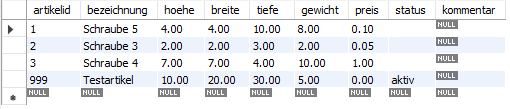 artikelid bezeichnung hoehe breite tiefe gewicht preis status kommentar
1 Schraube 5 4.00 4.00 10.00 8.00 0.10 NULL
2 Schraube 3 2.00 2.00 3.00 2.00 0.05 NULL
3 Schraube 4 7.00 7.00 4.00 10.00 1.00 NULL
999 Testartikel 10.00 20.00 30.00 5.00 0.00 aktiv NULL
NULL NULL NULL NULL NULL NULL NULL NULL NULL